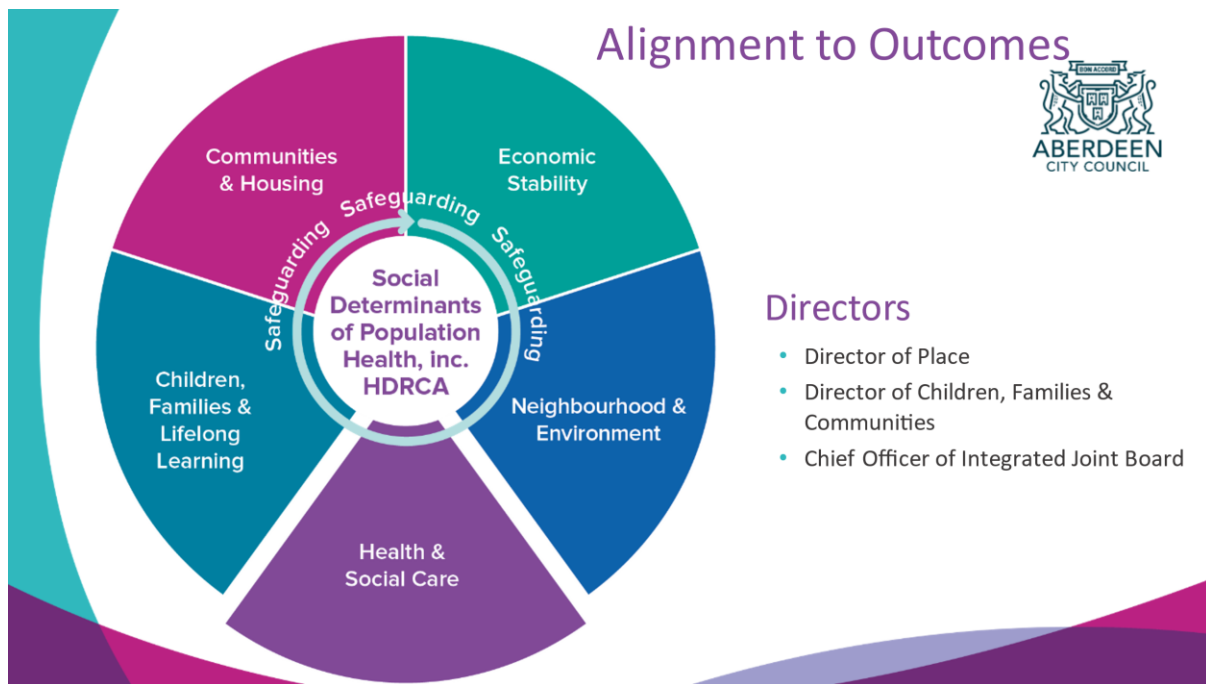 Alignment to Outcomes
BON ACCORD
ABERDEEN
CITY COUNCIL
Communities
& Housing
Economic
Stability
Safeguarding
Safeguarding
Safeguarding
Social
Determinants
of Population
Health, inc.
HDRCA
Children,
Families &
Lifelong
Learning
Neighbourhood &
Environment
Health &
Social Care
Directors
• Director of Place
• Director of Children, Families &
Communities
• Chief Officer of Integrated Joint Board